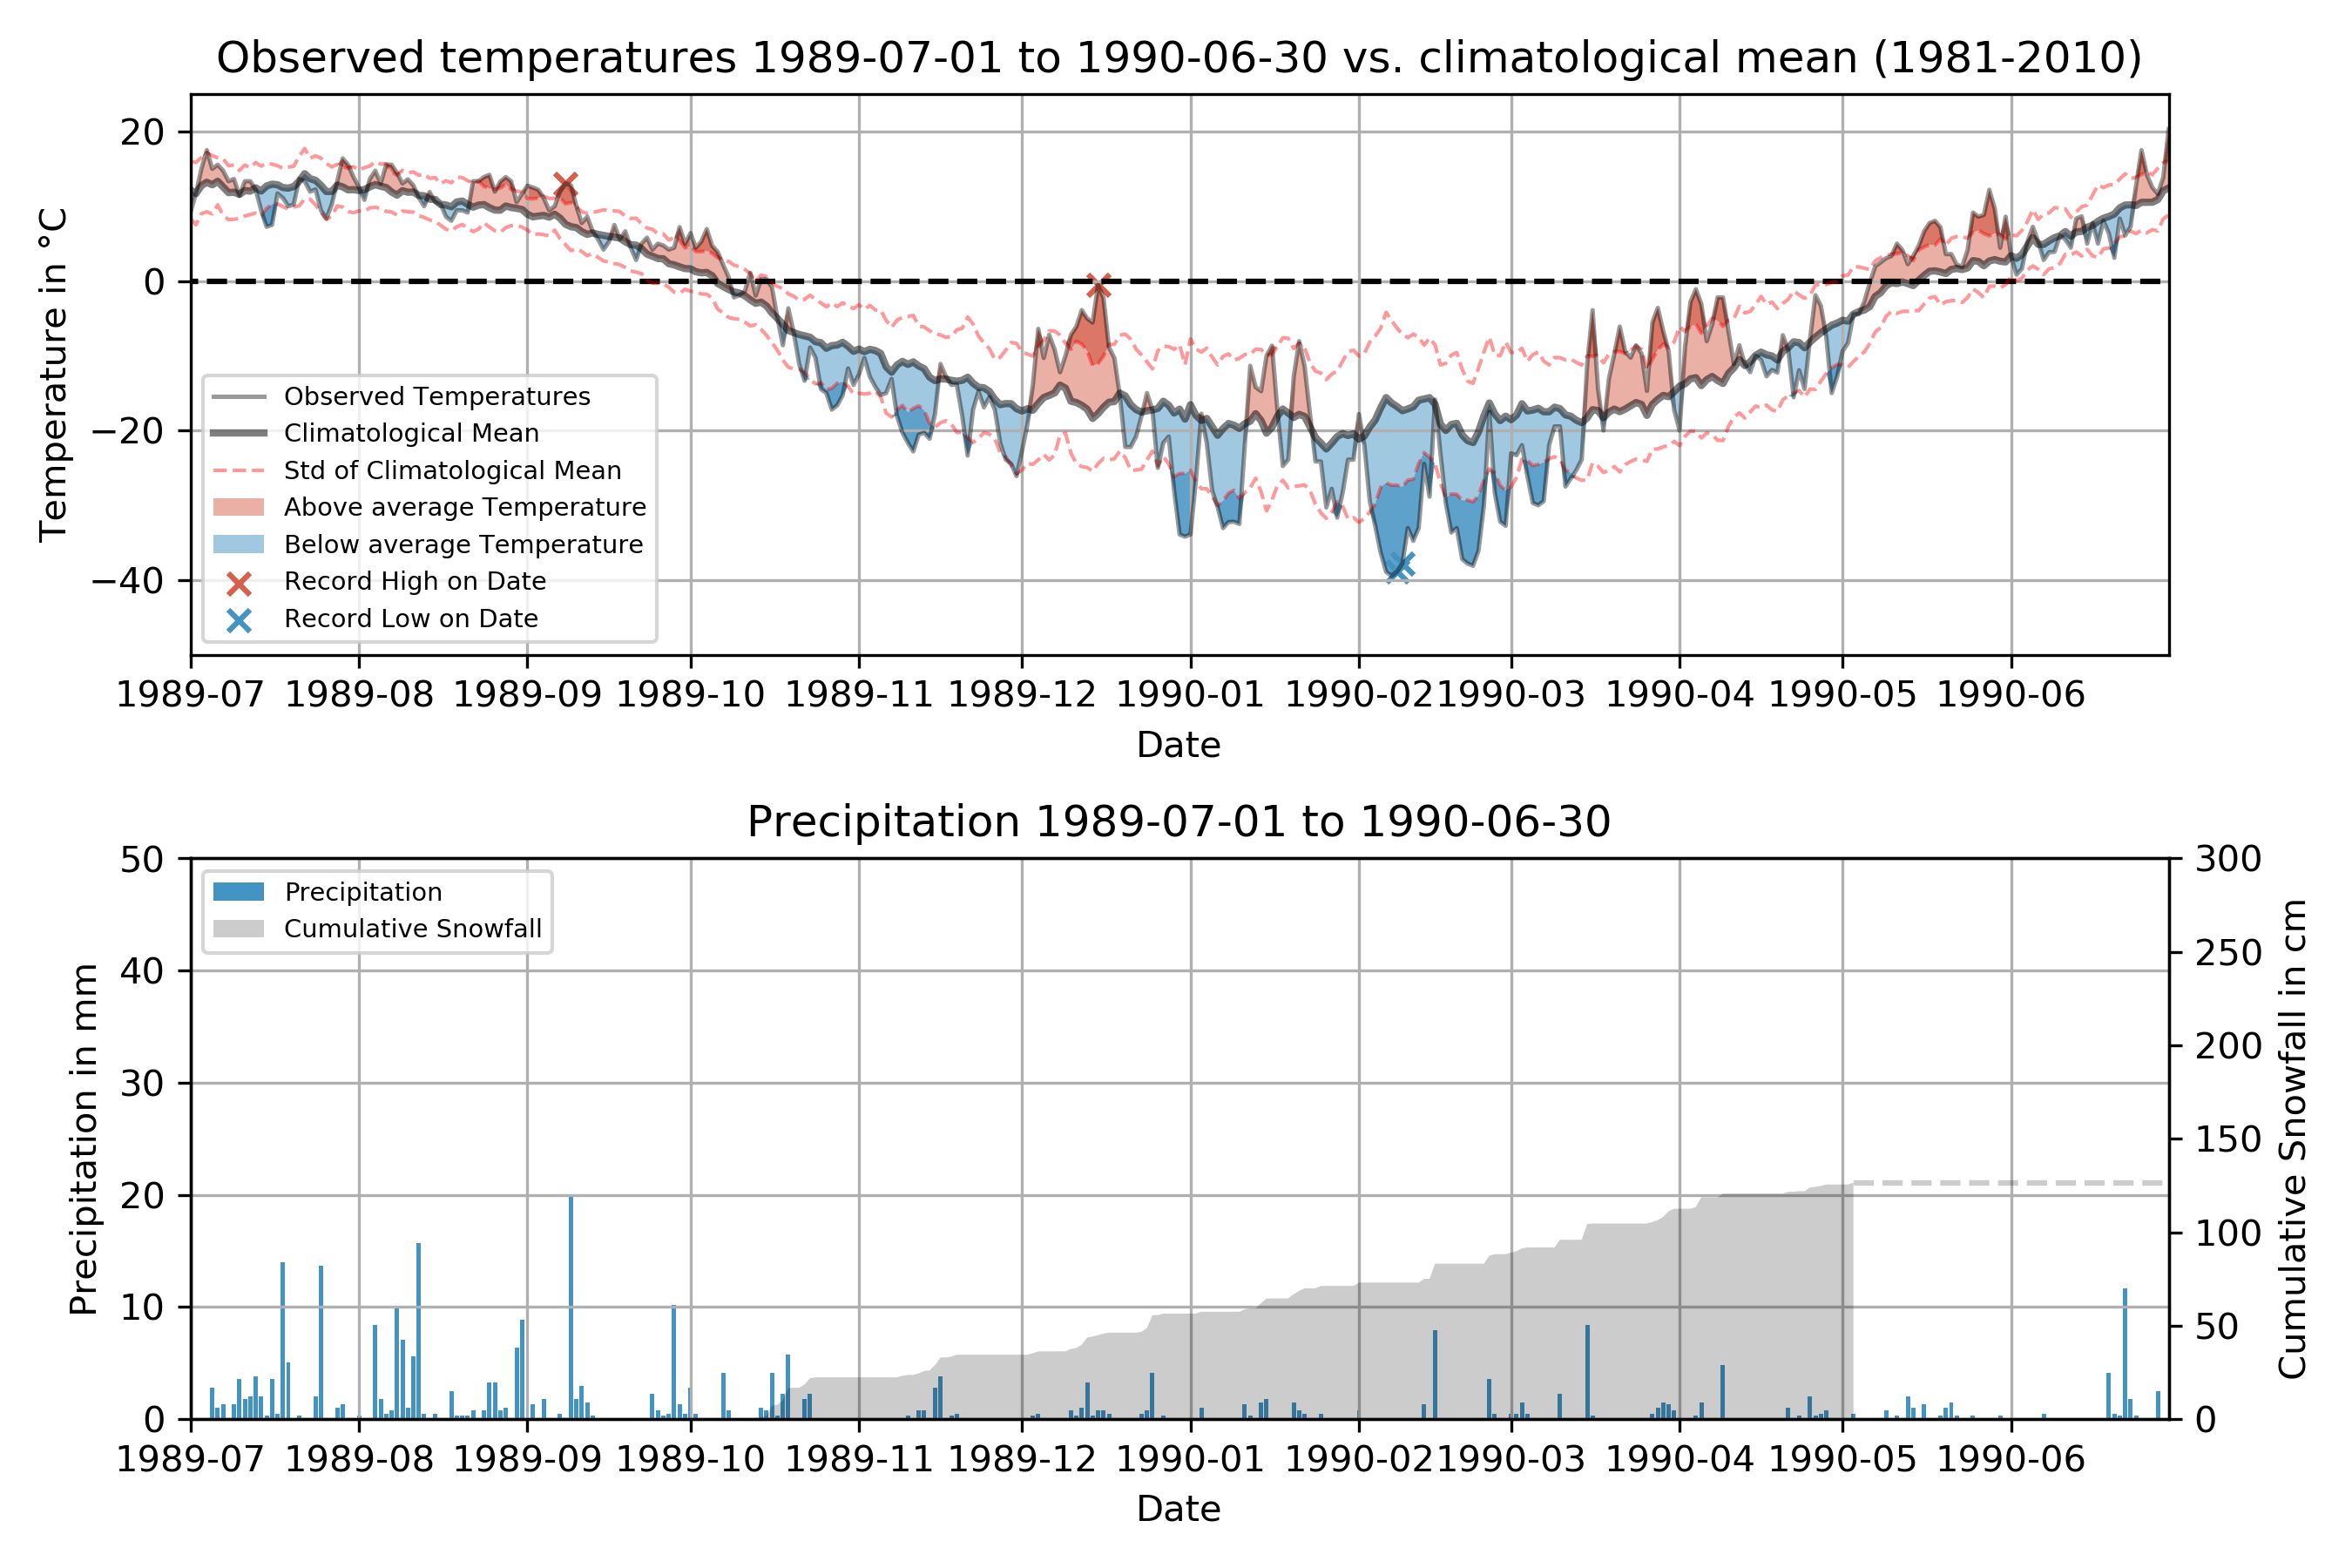 Observed temperatures 1989-07-01 to 1990-06-30 vs. climatological mean (1981-2010)
20
0
−20
−40
Temperature in °C
Observed Temperatures
Climatological Mean
Std of Climatological Mean
Above average Temperature
Below average Temperature
Record High on Date
Record Low on Date
1989-07 1989-08 1989-09 1989-10 1989-11 1989-12 1990-01 1990-02 1990-03 1990-04 1990-05 1990-06
Date
Precipitation 1989-07-01 to 1990-06-30
50
40
30
20
10
0
Precipitation in mm
Precipitation
Cumulative Snowfall
300
250
200
150
100
50
0
Cumulative Snowfall in cm
1989-07 1989-08 1989-09 1989-10 1989-11 1989-12 1990-01 1990-02 1990-03 1990-04 1990-05 1990-06
Date